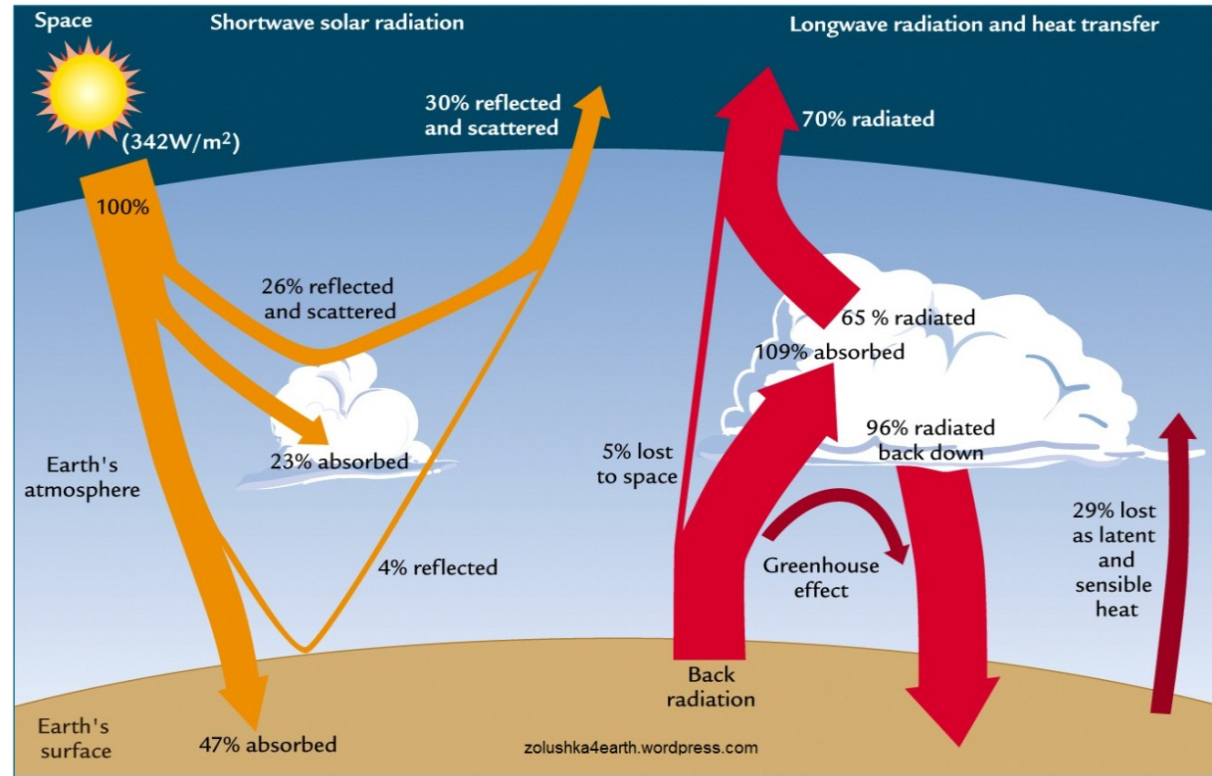 Space
Shortwave solar radiation
Longwave radiation and heat transfer
(342W/m²)
30% reflected
and scattered
70% radiated
100%
26% reflected
and scattered
65 % radiated
109% absorbed
23% absorbed
96% radiated
back down
5% lost
to space
Earth's
atmosphere
29% lost
as latent
and
sensible
heat
4% reflected
Greenhouse
effect
Back
radiation
Earth's
surface
47% absorbed
zolushka4earth.wordpress.com